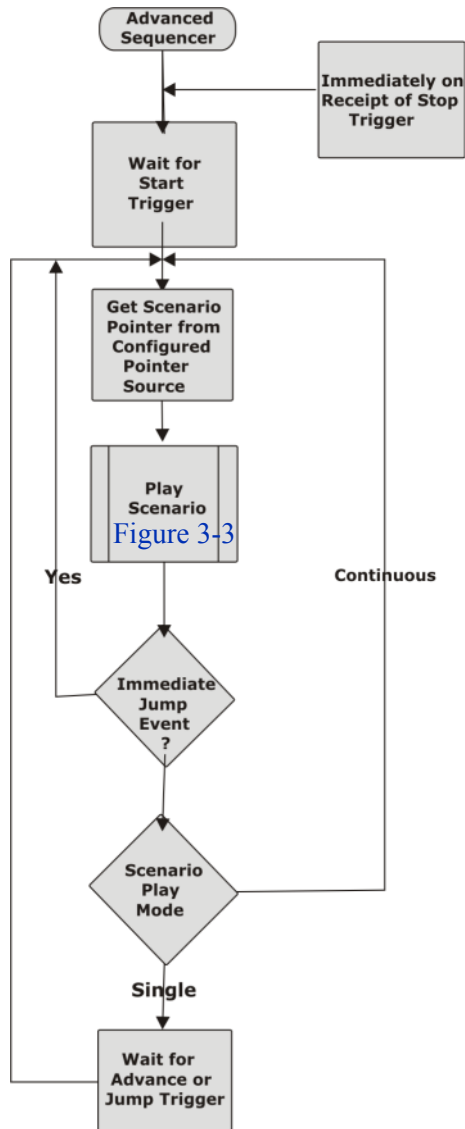 Advanced
Sequencer
Immediately on
Receipt of Stop
Trigger
Wait for
Start
Trigger
Get Scenario
Pointer from
Configured
Pointer
Source
Play
Scenario
Figure 3-3
Yes
Continuous
Immediate
Jump
Event
?
Scenario
Play
Mode
Single
Wait for
Advance or
Jump Trigger